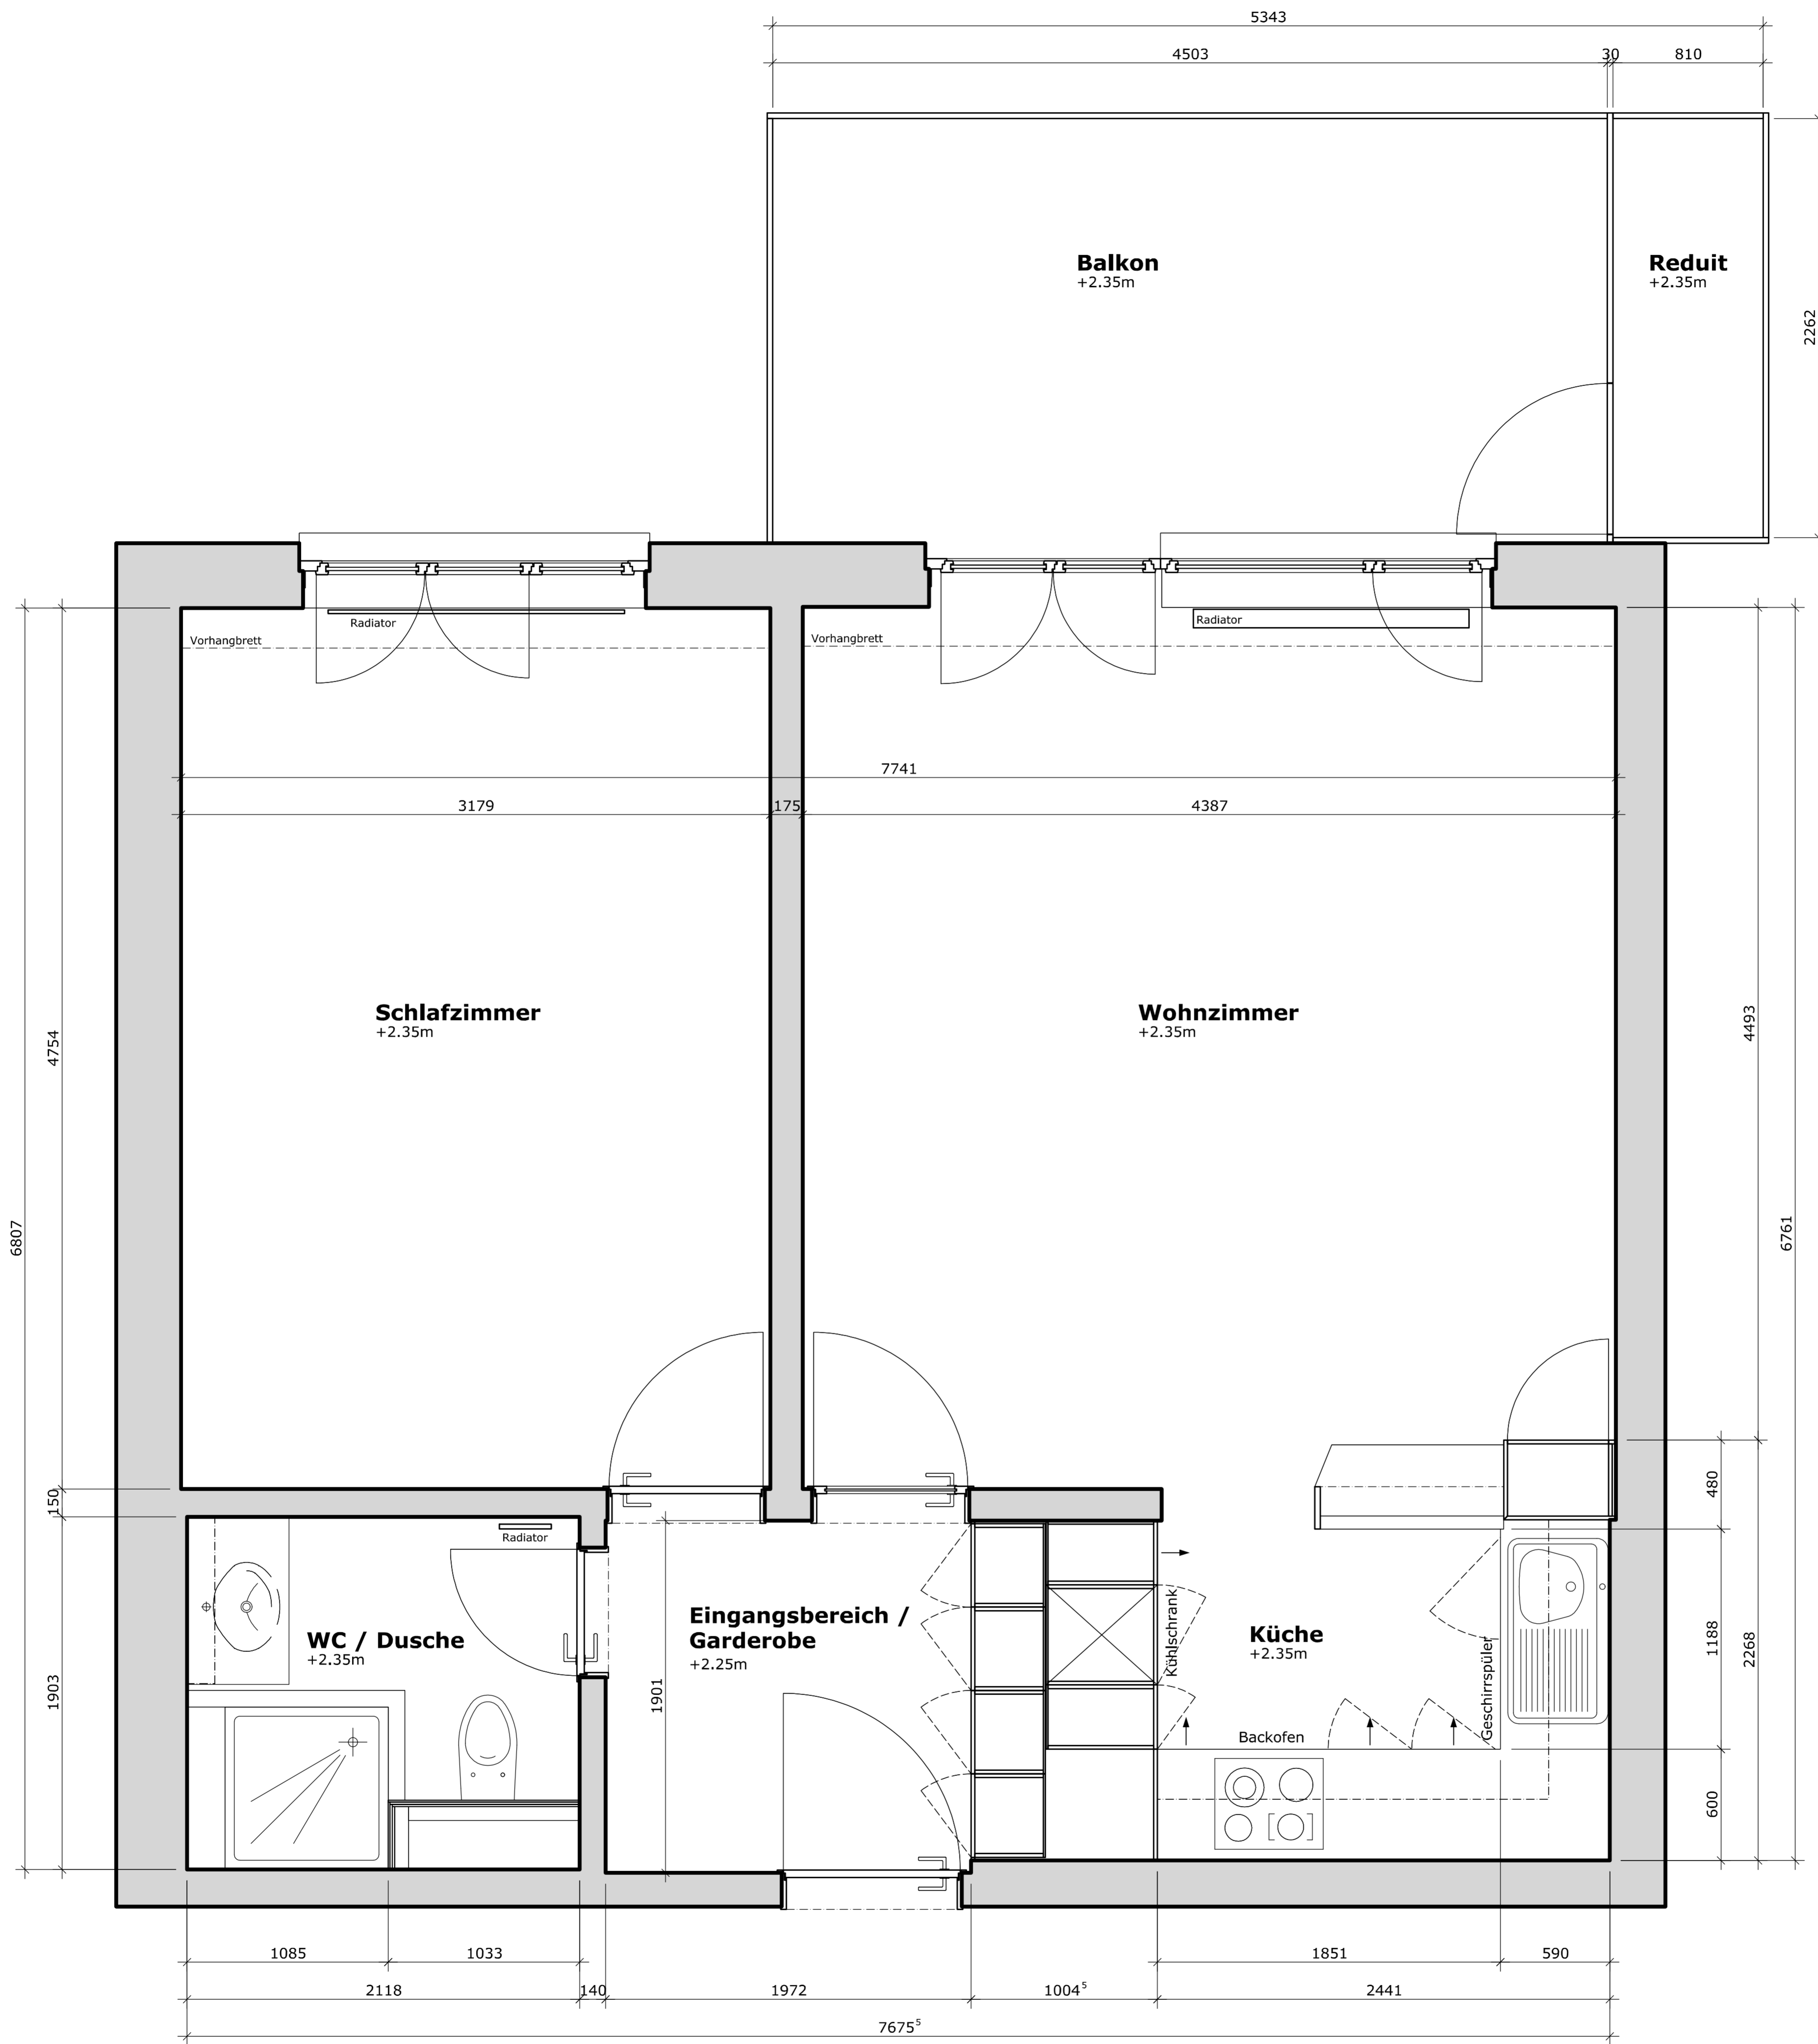 5343
4503
30
810
Balkon
+2.35m
Reduit
+2.35m
2262
Radiator
Vorhangbrett
Radiator
Vorhangbrett
7741
3179
175
4387
Schlafzimmer
+2.35m
Wohnzimmer
+2.35m
4754
4493
6807
6761
150
480
Radiator
WC / Dusche
+2.35m
Eingangsbereich /
Garderobe
+2.25m
Kühlschrank
Küche
+2.35m
Geschirrspüler
Backofen
1903
1901
1188
2268
600
1085
1033
1851
590
2118
140
1972
1004⁵
2441
7675⁵